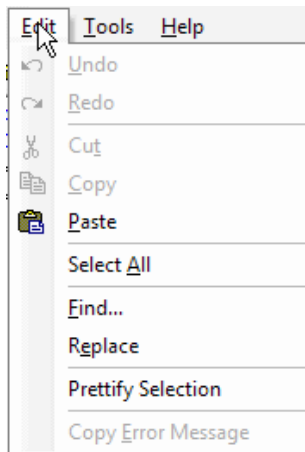 Edit Tools Help
Undo
Redo
Cut
Copy
Paste
Select All
Find...
Replace
Prettify Selection
Copy Error Message